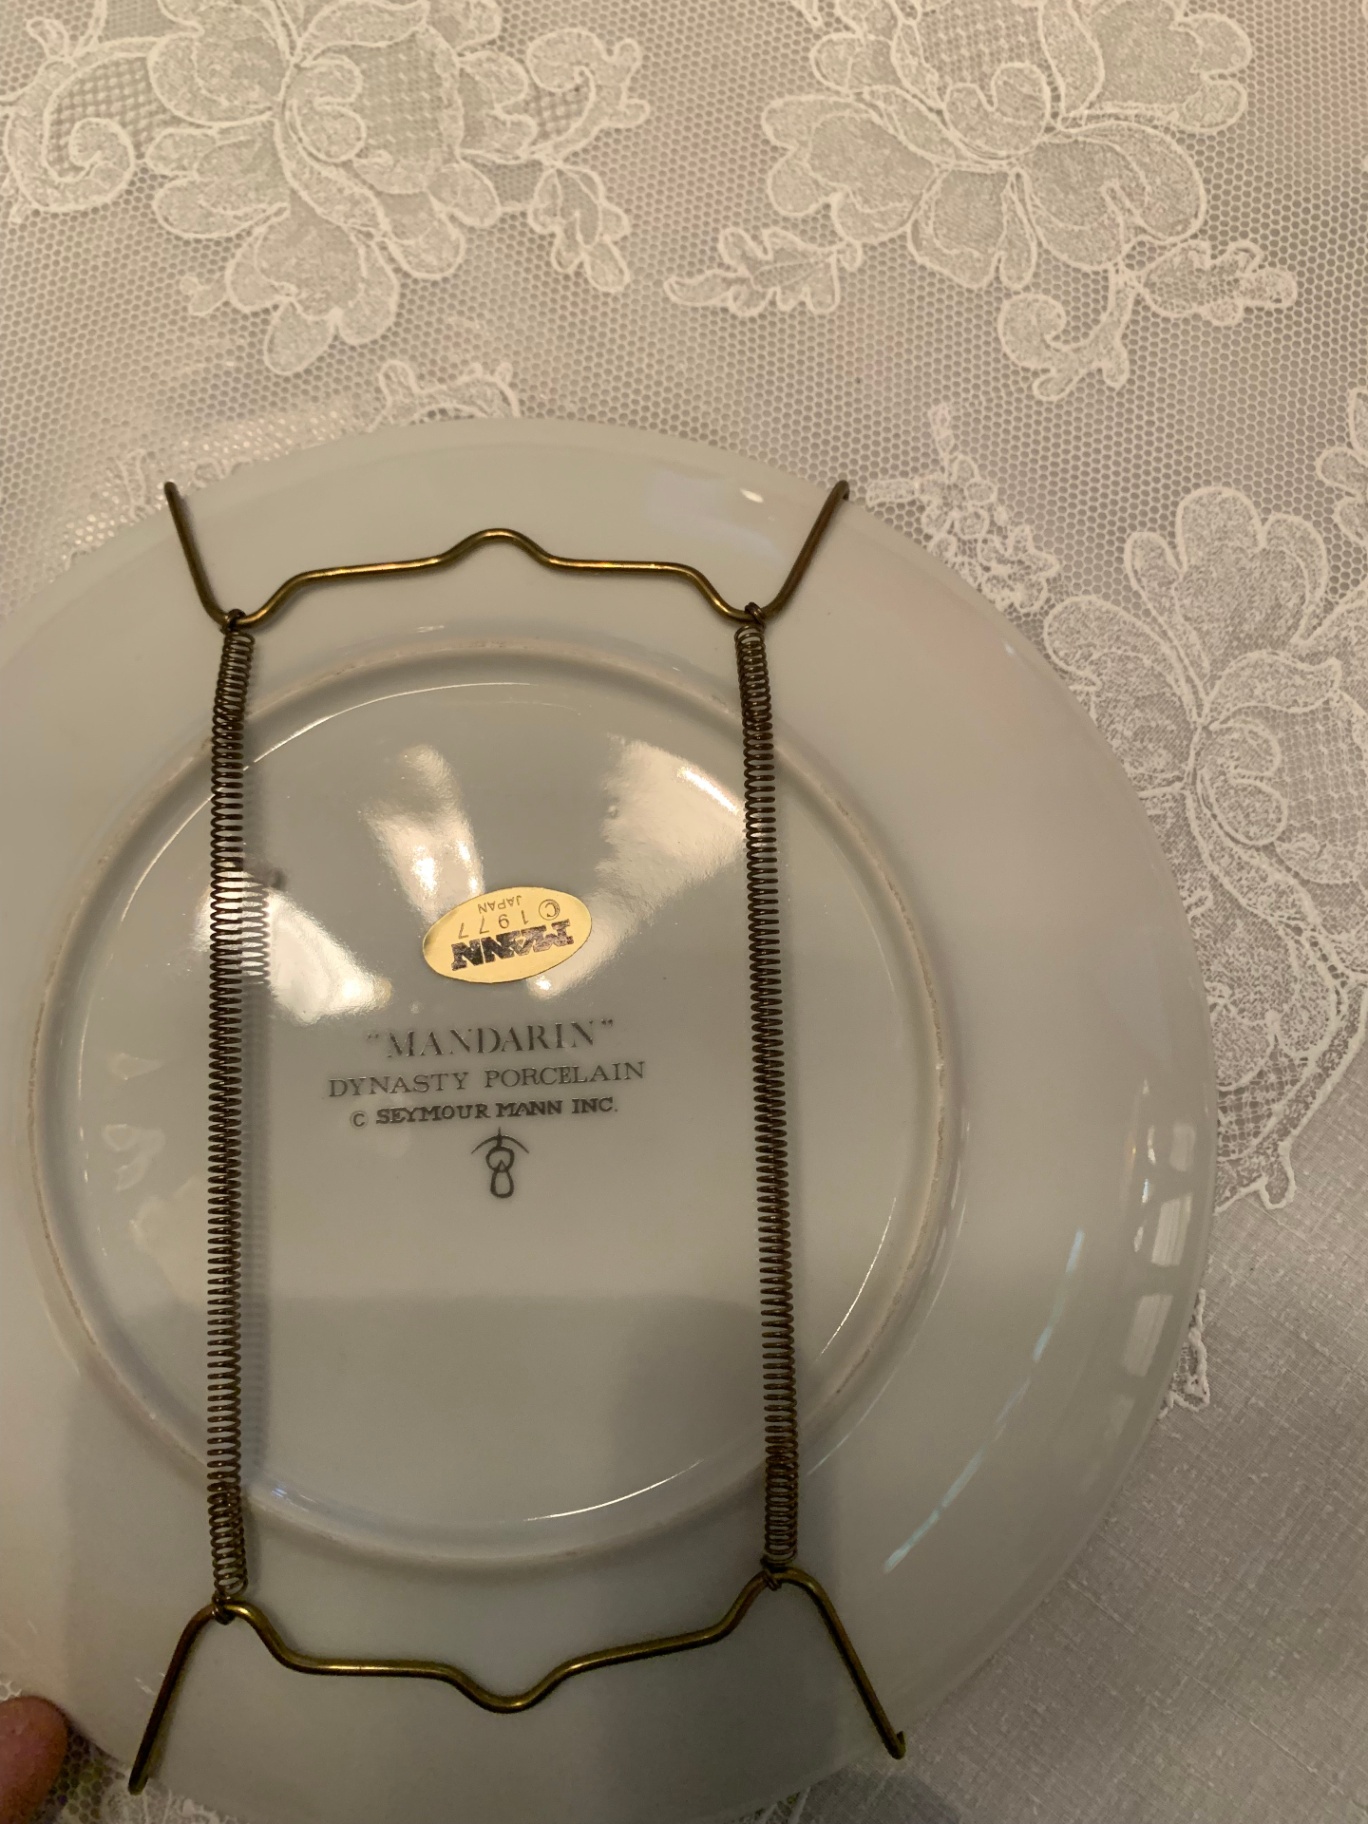 MANN
© 1977
JAPAN
"MANDARIN"
DYNASTY PORCELAIN
© SEYMOUR MANN INC.